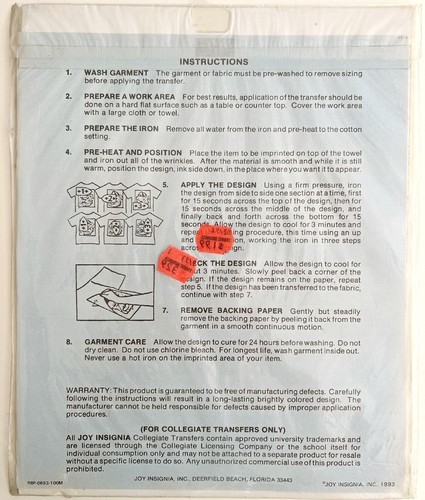 INSTRUCTIONS
1. WASH GARMENT The garment or fabric must be pre-washed to remove sizing
before applying the transfer.
2. PREPARE A WORK AREA For best results, application of the transfer should be
done on a hard flat surface such as a table or counter top. Cover the work area
with a large cloth or towel.
3. PREPARE THE IRON Remove all water from the iron and pre-heat to the cotton
setting.
4. PRE-HEAT AND POSITION Place the item to be imprinted on top of the towel
and iron out all of the wrinkles. After the material is smooth and while it is still
warm, position the design, ink side down, in the place where you want it to appear.
5. APPLY THE DESIGN Using a firm pressure, iron
the design from side to side one section at a time, first
for 15 seconds across the top of the design, then for
15 seconds across the middle of the design, and
finally back and forth across the bottom for 15
seconds. Allow the design to cool for 3 minutes and
ing procedure, this time using an up
and on, working the iron in three steps
CK THE DESIGN Allow the design to cool for
3 minutes. Slowly peel back a corner of the
sign. If the design remains on the paper, repeat
step 5. If the design has been transferred to the fabric,
continue with step 7.
7. REMOVE BACKING PAPER Gently but steadily
remove the backing paper by peeling it back from the
garment in a smooth continuous motion.
8. GARMENT CARE Allow the design to cure for 24 hours before washing. Do not
dry clean. Do not use chlorine bleach. For longest life, wash garment inside out.
Never use a hot iron on the imprinted area of your item.
WARRANTY: This product is guaranteed to be free of manufacturing defects. Carefully
following the instructions will result in a long-lasting brightly colored design. The
manufacturer cannot be held responsible for defects caused by improper application
procedures.
(FOR COLLEGIATE TRANSFERS ONLY)
All JOY INSIGNIA Collegiate Transfers contain approved university trademarks and
are licensed through the Collegiate Licensing Company or the school itself for
individual consumption only and may not be attached to a separate product for resale
without a specific license to do so. Any unauthorized commercial use of this product is
prohibited.
JOY INSIGNIA, INC., DEERFIELD BEACH, FLORIDA 33443
©JOY INSIGNIA, INC. 1993